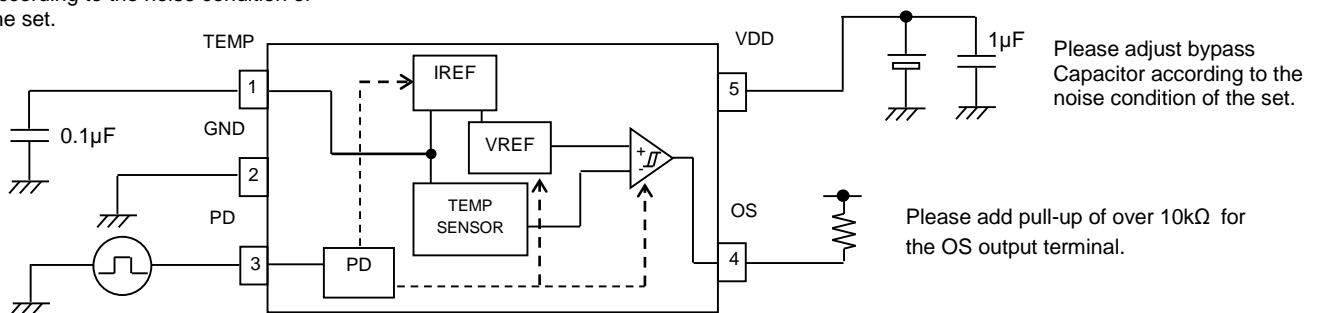 he set.
TEMP
VDD
IREF
1µF
Please adjust bypass
Capacitor according to the
noise condition of the set.
1
5
0.1µF
GND
VREF
+
-
2
TEMP
SENSOR
PD
OS
Please add pull-up of over 10kΩ for
the OS output terminal.
3
PD
4